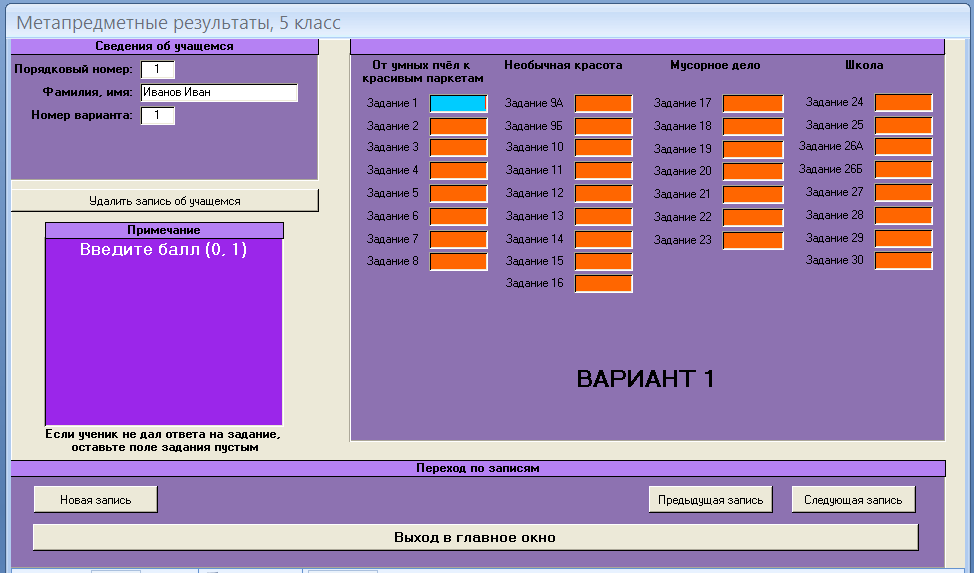 Метапредметные результаты, 5 класс
Сведения об учащемся
Порядковый номер: 1
Фамилия, имя: Иванов Иван
Номер варианта: 1
Удалить запись об учащемся
Примечание
Введите балл (0, 1)
Если ученик не дал ответа на задание,
оставьте поле задания пустым
От умных пчёл к
красивым паркетам
Задание 1
Задание 2
Задание 3
Задание 4
Задание 5
Задание 6
Задание 7
Задание 8
Необычная красота
Задание 9А
Задание 9Б
Задание 10
Задание 11
Задание 12
Задание 13
Задание 14
Задание 15
Задание 16
Мусорное дело
Задание 17
Задание 18
Задание 19
Задание 20
Задание 21
Задание 22
Задание 23
Школа
Задание 24
Задание 25
Задание 26А
Задание 26Б
Задание 27
Задание 28
Задание 29
Задание 30
ВАРИАНТ 1
Переход по записям
Новая запись
Предыдущая запись
Следующая запись
Выход в главное окно